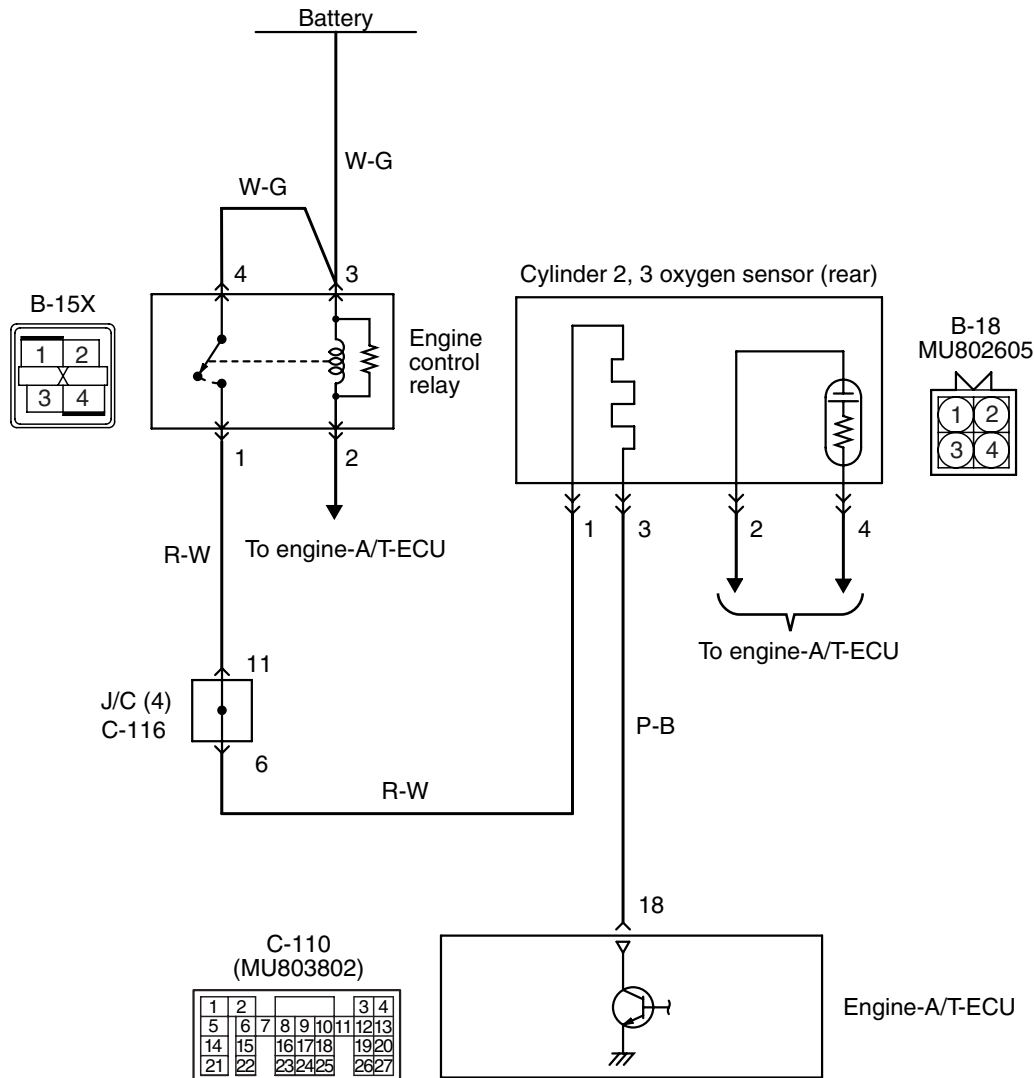 Battery
W-G
W-G
4
3
B-15X
1 2
3 4
Engine
control
relay
1
2
R-W
To engine-A/T-ECU
Cylinder 2, 3 oxygen sensor (rear)
B-18
MU802605
1 2
3 4
1
3
2
4
To engine-A/T-ECU
11
J/C (4)
C-116
6
R-W
P-B
18
C-110
(MU803802)
1 2 3 4
5 6 7 8 9 10 11 12 13
14 15 16 17 18 19 20
21 22 23 24 25 26 27
Engine-A/T-ECU